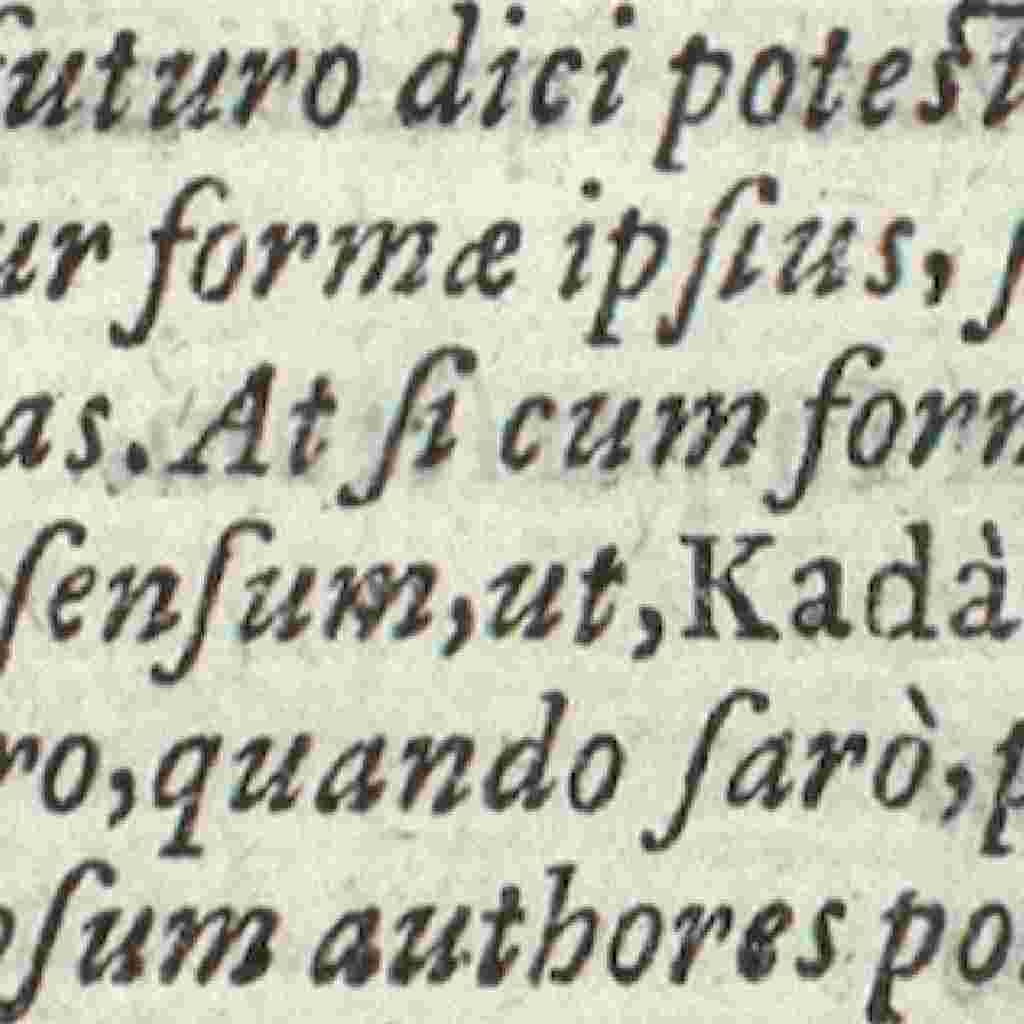 futuro dici potest
ur formæ ipſius, ſ
as. At ſi cum form
ſenſum, ut, Kadà
ro, quando ſarò, p
pſum authores po